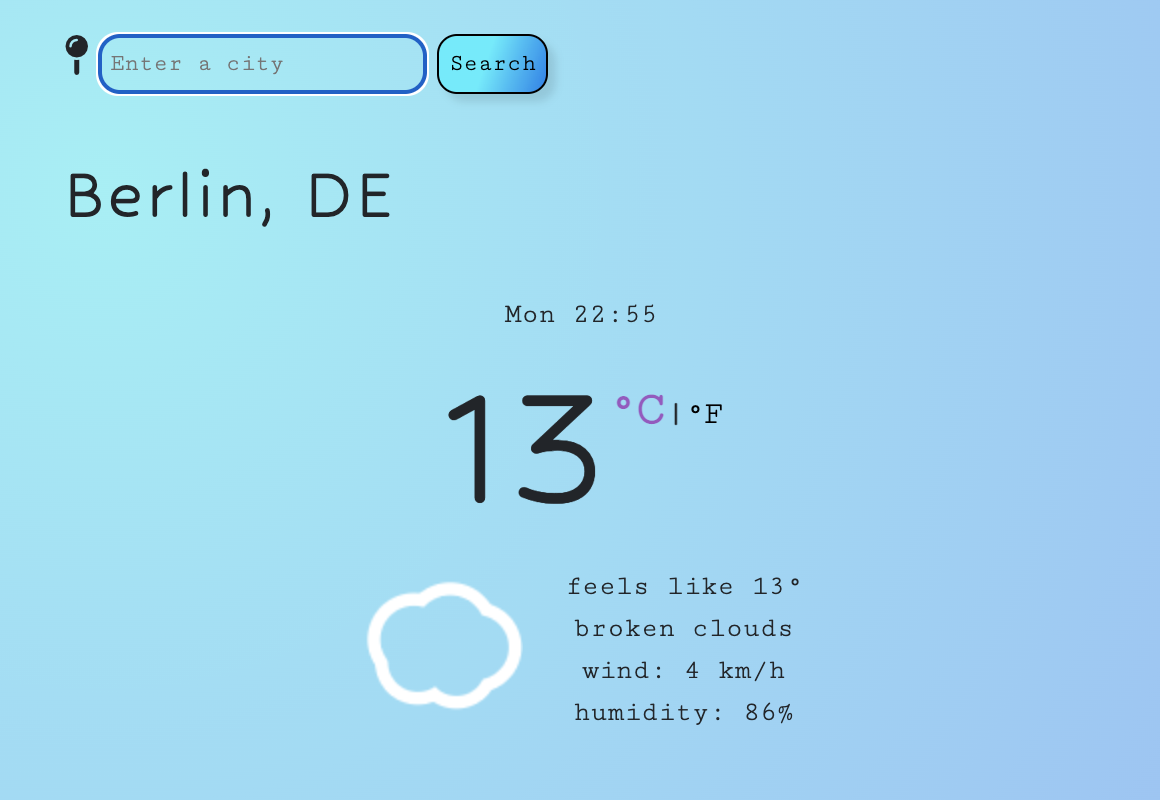 Enter a city
Search
Berlin, DE
Mon 22:55
13 °C|°F
feels like 13°
broken clouds
wind: 4 km/h
humidity: 86%